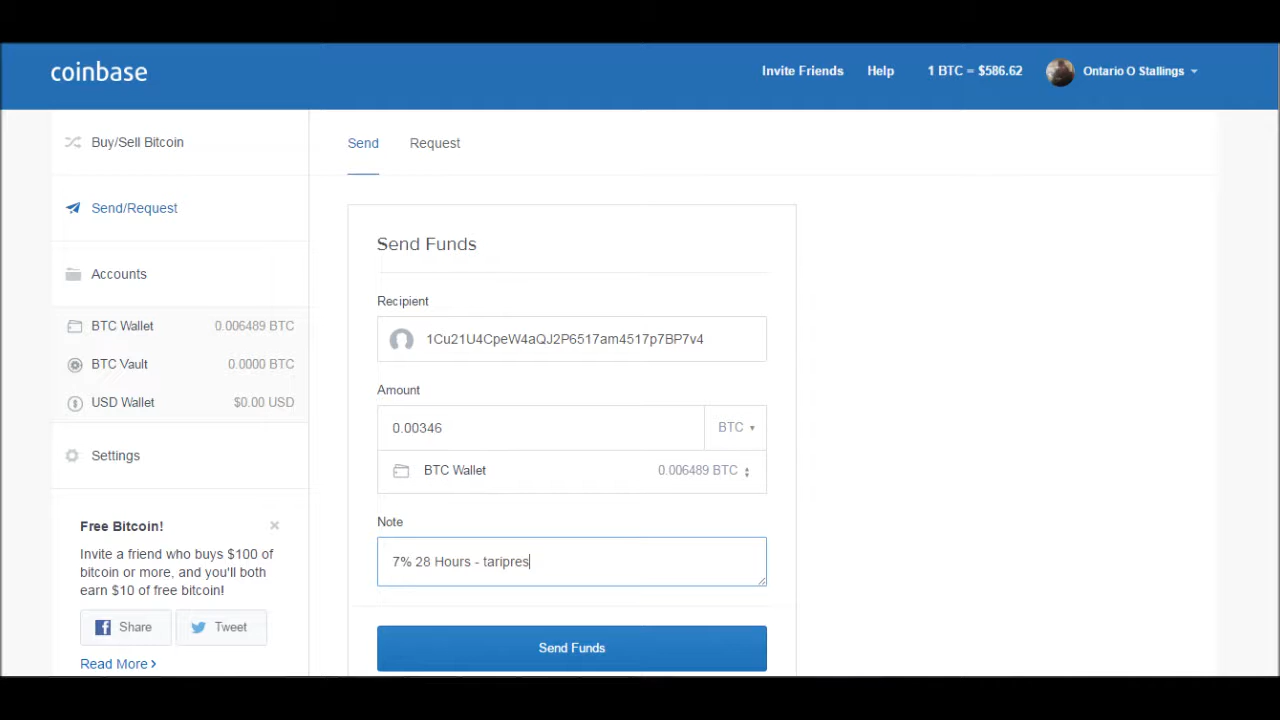 coinbase
Invite Friends
Help
1 BTC = $586.62
Ontario O Stallings
Buy/Sell Bitcoin
Send/Request
Accounts
BTC Wallet 0.006489 BTC
BTC Vault 0.0000 BTC
USD Wallet $0.00 USD
Settings
Free Bitcoin!
Invite a friend who buys $100 of
bitcoin or more, and you'll both
earn $10 of free bitcoin!
Share
Tweet
Read More
Send
Request
Send Funds
Recipient
1Cu21U4CpeW4aQJ2P6517am4517p7BP7v4
Amount
0.00346 BTC
BTC Wallet 0.006489 BTC
Note
7% 28 Hours - taripres
Send Funds